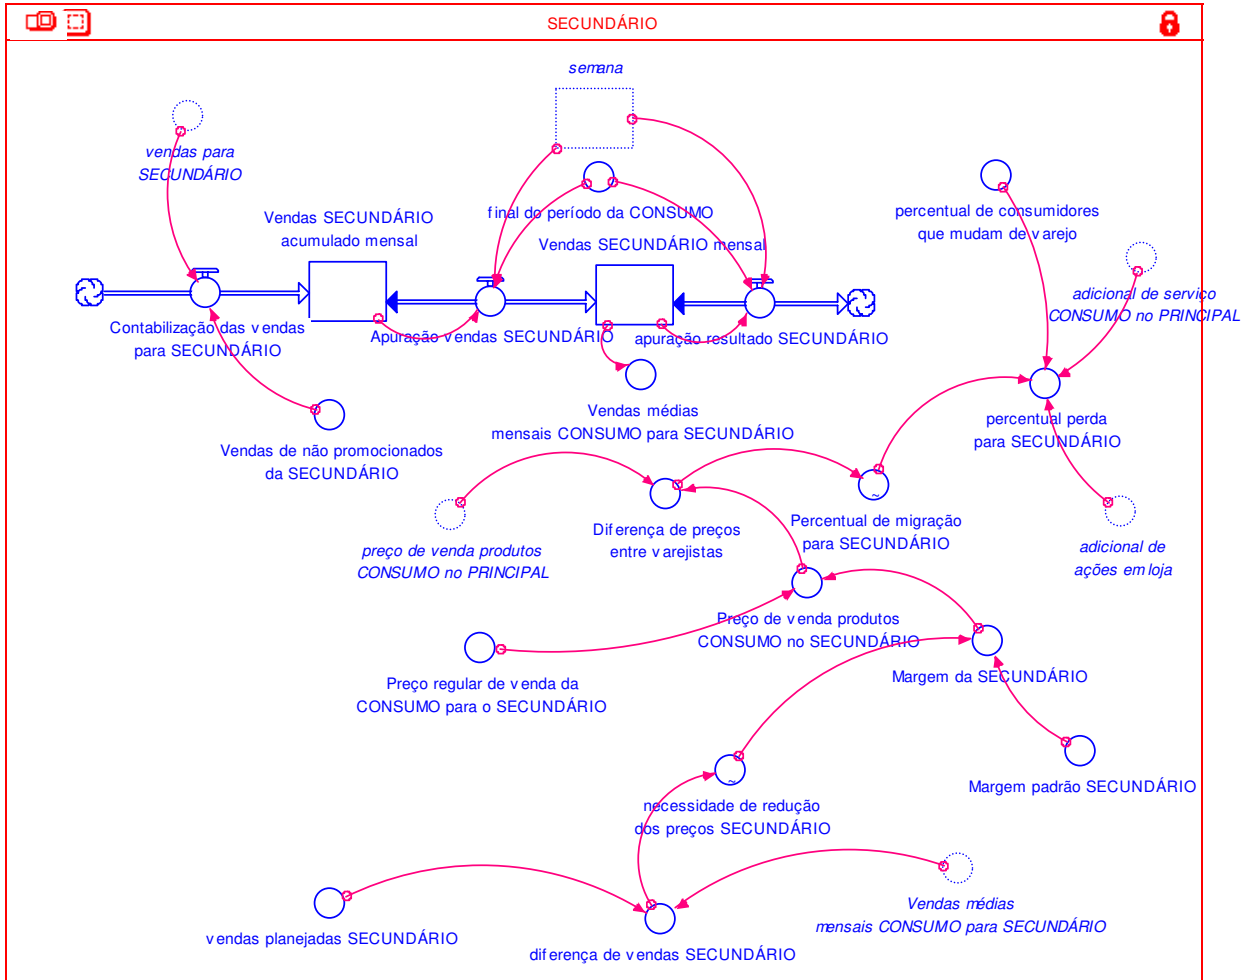 SECUNDÁRIO
semana
vendas para
SECUNDÁRIO
Vendas SECUNDÁRIO
acumulado mensal
final do período da CONSUMO
Vendas SECUNDÁRIO mensal
percentual de consumidores
que mudam de varejo
adicional de serviço
CONSUMO no PRINCIPAL
Contabilização das vendas
para SECUNDÁRIO
Apuração vendas SECUNDÁRIO
apuração resultado SECUNDÁRIO
Vendas médias
mensais CONSUMO para SECUNDÁRIO
percentual perda
para SECUNDÁRIO
Vendas de não promocionados
da SECUNDÁRIO
~
preço de venda produtos
CONSUMO no PRINCIPAL
Diferença de preços
entre varejistas
Percentual de migração
para SECUNDÁRIO
adicional de
ações em loja
Preço de venda produtos
CONSUMO no SECUNDÁRIO
Preço regular de venda da
CONSUMO para o SECUNDÁRIO
Margem da SECUNDÁRIO
~
Margem padrão SECUNDÁRIO
necessidade de redução
dos preços SECUNDÁRIO
vendas planejadas SECUNDÁRIO
diferença de vendas SECUNDÁRIO
Vendas médias
mensais CONSUMO para SECUNDÁRIO